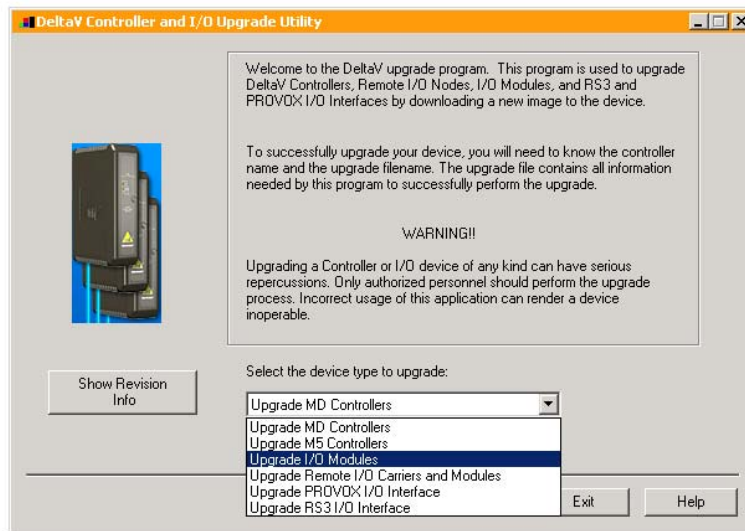 DeltaV Controller and I/O Upgrade Utility
Welcome to the DeltaV upgrade program. This program is used to upgrade
DeltaV Controllers, Remote I/O Nodes, I/O Modules, and RS3 and
PROVOX I/O Interfaces by downloading a new image to the device.
To successfully upgrade your device, you will need to know the controller
name and the upgrade filename. The upgrade file contains all information
needed by this program to successfully perform the upgrade.
WARNING!!
Upgrading a Controller or I/O device of any kind can have serious
repercussions. Only authorized personnel should perform the upgrade
process. Incorrect usage of this application can render a device
inoperable.
Show Revision
Info
Select the device type to upgrade:
Upgrade MD Controllers
Upgrade MD Controllers
Upgrade M5 Controllers
Upgrade I/O Modules
Upgrade Remote I/O Carriers and Modules
Upgrade PROVOX I/O Interface
Upgrade RS3 I/O Interface
Exit
Help